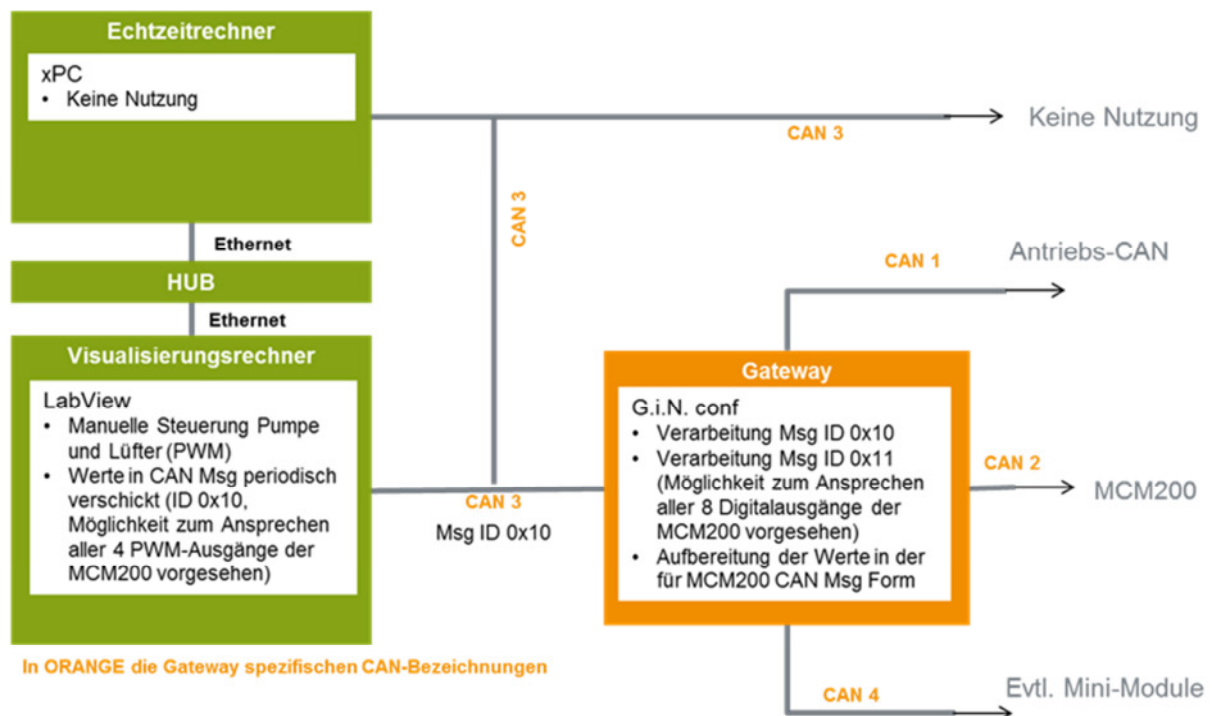 Echtzeitrechner
xPC
• Keine Nutzung
CAN 3
Keine Nutzung
CAN 3
Ethernet
HUB
Ethernet
CAN 1
Antriebs-CAN
Visualisierungsrechner
LabView
• Manuelle Steuerung Pumpe
und Lüfter (PWM)
• Werte in CAN Msg periodisch
verschickt (ID 0x10,
Möglichkeit zum Ansprechen
aller 4 PWM-Ausgänge der
MCM200 vorgesehen)
CAN 3
Msg ID 0x10
Gateway
G.i.N. conf
• Verarbeitung Msg ID 0x10
• Verarbeitung Msg ID 0x11
(Möglichkeit zum Ansprechen
aller 8 Digitalausgänge der
MCM200 vorgesehen)
• Aufbereitung der Werte in der
für MCM200 CAN Msg Form
CAN 2
MCM200
In ORANGE die Gateway spezifischen CAN-Bezeichnungen
CAN 4
Evtl. Mini-Module